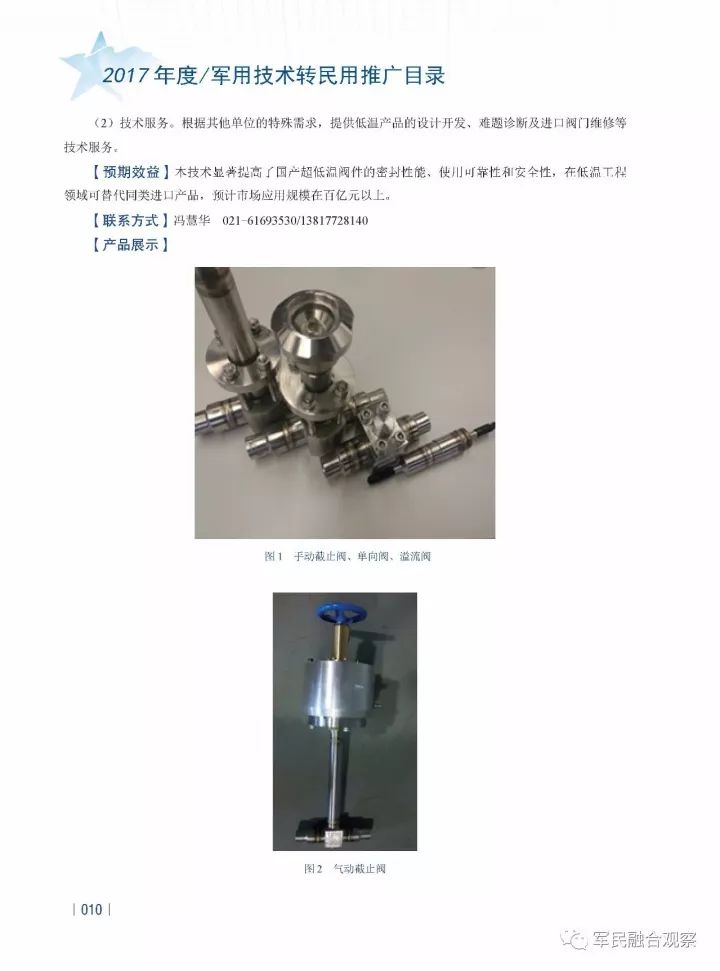 2017 年度/军用技术转民用推广目录
（2）技术服务。根据其他单位的特殊需求，提供低温产品的设计开发、难题诊断及进口阀门维修等
技术服务。
【预期效益】本技术显著提高了国产超低温阀件的密封性能、使用可靠性和安全性，在低温工程
领域可替代同类进口产品，预计市场应用规模在百亿元以上。
【联系方式】冯慧华 021-61693530/13817728140
【产品展示】
图 1 手动截止阀、单向阀、溢流阀
图 2 气动截止阀
| 010 |
军民融合观察